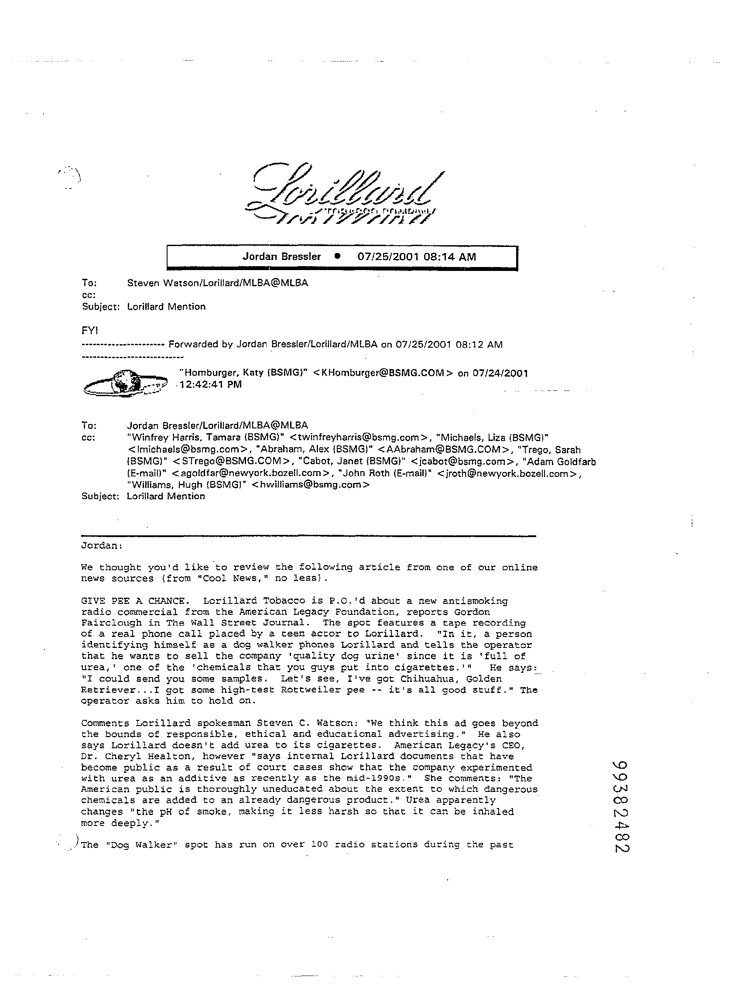 Lorillard
Jordan Bressler • 07/25/2001 08:14 AM
To: Steven Watson/Lorillard/MLBA@MLBA
cc:
Subject: Lorillard Mention
FYI
---------------------- Forwarded by Jordan Bressler/Lorillard/MLBA on 07/25/2001 08:12 AM
---------------------------
"Homburger, Katy (BSMG)" <KHomburger@BSMG.COM> on 07/24/2001
12:42:41 PM
To: Jordan Bressler/Lorillard/MLBA@MLBA
cc: "Winfrey Harris, Tamara (BSMG)" <twinfreyharris@bsmg.com>, "Michaels, Liza (BSMG)"
<lmichaels@bsmg.com>, "Abraham, Alex (BSMG)" <AAbraham@BSMG.COM>, "Trego, Sarah
(BSMG)" <STrego@BSMG.COM>, "Cabot, Janet (BSMG)" <jcabot@bsmg.com>, "Adam Goldfarb
(E-mail)" <agoldfar@newyork.bozell.com>, "John Roth (E-mail)" <jroth@newyork.bozell.com>,
"Williams, Hugh (BSMG)" <hwilliams@bsmg.com>
Subject: Lorillard Mention
Jordan:
We thought you'd like to review the following article from one of our online
news sources (from "Cool News," no less).
GIVE PEE A CHANCE. Lorillard Tobacco is P.O.'d about a new antismoking
radio commercial from the American Legacy Foundation, reports Gordon
Fairclough in The Wall Street Journal. The spot features a tape recording
of a real phone call placed by a teen actor to Lorillard. "In it, a person
identifying himself as a dog walker phones Lorillard and tells the operator
that he wants to sell the company 'quality dog urine' since it is 'full of
urea,' one of the 'chemicals that you guys put into cigarettes.'" He says:
"I could send you some samples. Let's see, I've got Chihuahua, Golden
Retriever...I got some high-test Rottweiler pee -- it's all good stuff." The
operator asks him to hold on.
Comments Lorillard spokesman Steven C. Watson: "We think this ad goes beyond
the bounds of responsible, ethical and educational advertising." He also
says Lorillard doesn't add urea to its cigarettes. American Legacy's CEO,
Dr. Cheryl Healton, however "says internal Lorillard documents that have
become public as a result of court cases show that the company experimented
with urea as an additive as recently as the mid-1990s." She comments: "The
American public is thoroughly uneducated about the extent to which dangerous
chemicals are added to an already dangerous product." Urea apparently
changes "the pH of smoke, making it less harsh so that it can be inhaled
more deeply."
The "Dog Walker" spot has run on over 100 radio stations during the past
99382482